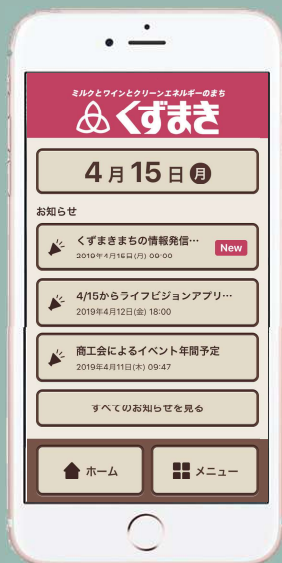 ミルクとワインとクリーンエネルギーのまち
くずまき
4月15日月
お知らせ
くずまきまちの情報発信…
New
2019年4月15日(月) 09:00
4/15からライフビジョンアプリ…
2019年4月12日(金) 18:00
商工会によるイベント年間予定
2019年4月11日(木) 09:47
すべてのお知らせを見る
ホーム
メニュー